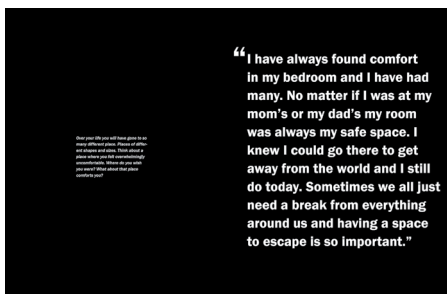 Over your life you will have gone to so
many different place. Places of differ-
ent shapes and sizes. Think about a
place where you felt overwhelmingly
uncomfortable. Where do you wish
you were? What about that place
comforts you?
“I have always found comfort
in my bedroom and I have had
many. No matter if I was at my
mom’s or my dad’s my room
was always my safe space. I
knew I could go there to get
away from the world and I still
do today. Sometimes we all just
need a break from everything
around us and having a space
to escape is so important.”